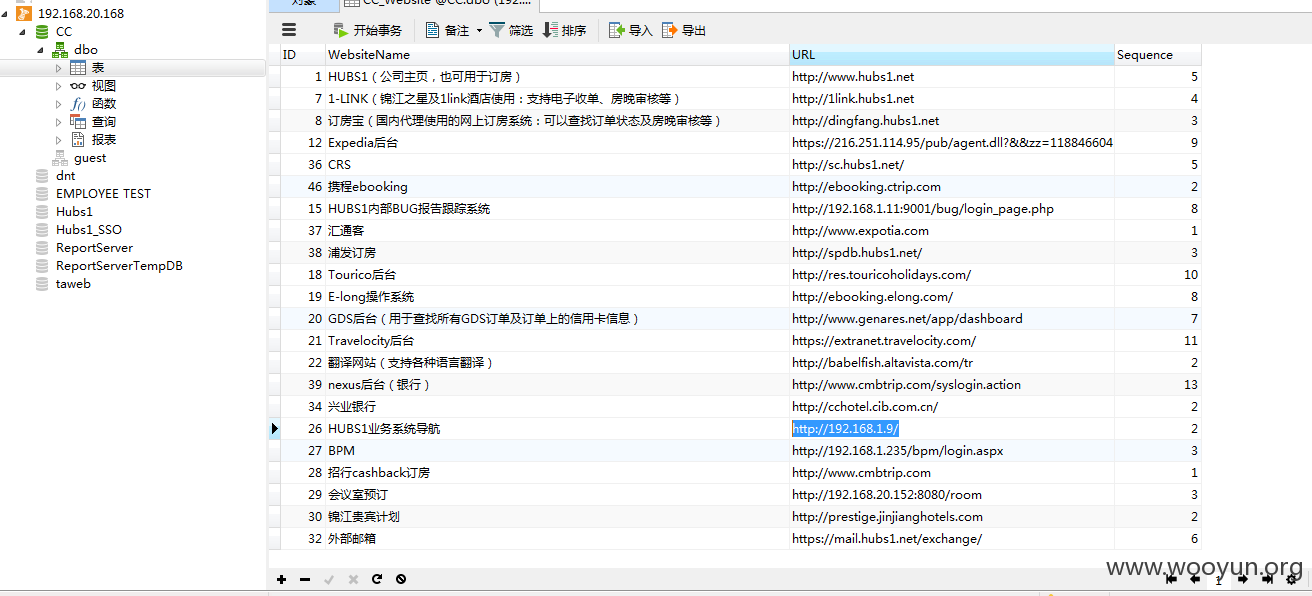 192.168.20.168
CC
dbo
表
视图
函数
查询
报表
guest
dnt
EMPLOYEE TEST
Hubs1
Hubs1_SSO
ReportServer
ReportServerTempDB
taweb
对象 CC_Website @CC.dbo (192....
开始事务 备注 筛选 排序 导入 导出
ID WebsiteName URL Sequence
1 HUBS1（公司主页，也可用于订房） http://www.hubs1.net 5
7 1-LINK（锦江之星及1link酒店使用：支持电子收单、房晚审核等） http://1link.hubs1.net 4
8 订房宝（国内代理使用的网上订房系统：可以查找订单状态及房晚审核等） http://dingfang.hubs1.net 3
12 Expedia后台 https://216.251.114.95/pub/agent.dll?&&zz=118846604 9
36 CRS http://sc.hubs1.net/ 5
46 携程ebooking http://ebooking.ctrip.com 2
15 HUBS1内部BUG报告跟踪系统 http://192.168.1.11:9001/bug/login_page.php 8
37 汇通客 http://www.expotia.com 1
38 浦发订房 http://spdb.hubs1.net/ 3
18 Tourico后台 http://res.touricoholidays.com/ 10
19 E-long操作系统 http://ebooking.elong.com/ 8
20 GDS后台（用于查找所有GDS订单及订单上的信用卡信息） http://www.genares.net/app/dashboard 7
21 Travelocity后台 https://extranet.travelocity.com/ 11
22 翻译网站（支持各种语言翻译） http://babelfish.altavista.com/tr 2
39 nexus后台（银行） http://www.cmbtrip.com/syslogin.action 13
34 兴业银行 http://cchotel.cib.com.cn/ 2
26 HUBS1业务系统导航 http://192.168.1.9/ 2
27 BPM http://192.168.1.235/bpm/login.aspx 3
28 招行cashback订房 http://www.cmbtrip.com 1
29 会议室预订 http://192.168.20.152:8080/room 3
30 锦江贵宾计划 http://prestige.jinjianghotels.com 2
32 外部邮箱 https://mail.hubs1.net/exchange/ 6
www.wooyun.org
1